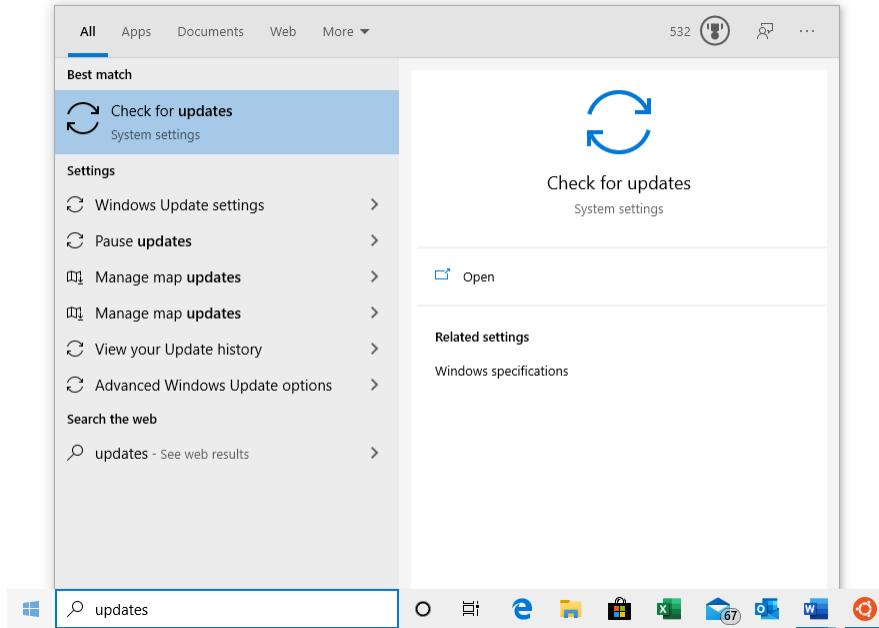 All Apps Documents Web More 532 ...
Best match
Check for updates
System settings
Settings
Windows Update settings
Pause updates
Manage map updates
Manage map updates
View your Update history
Advanced Windows Update options
Search the web
updates - See web results
Check for updates
System settings
Open
Related settings
Windows specifications
updates
67